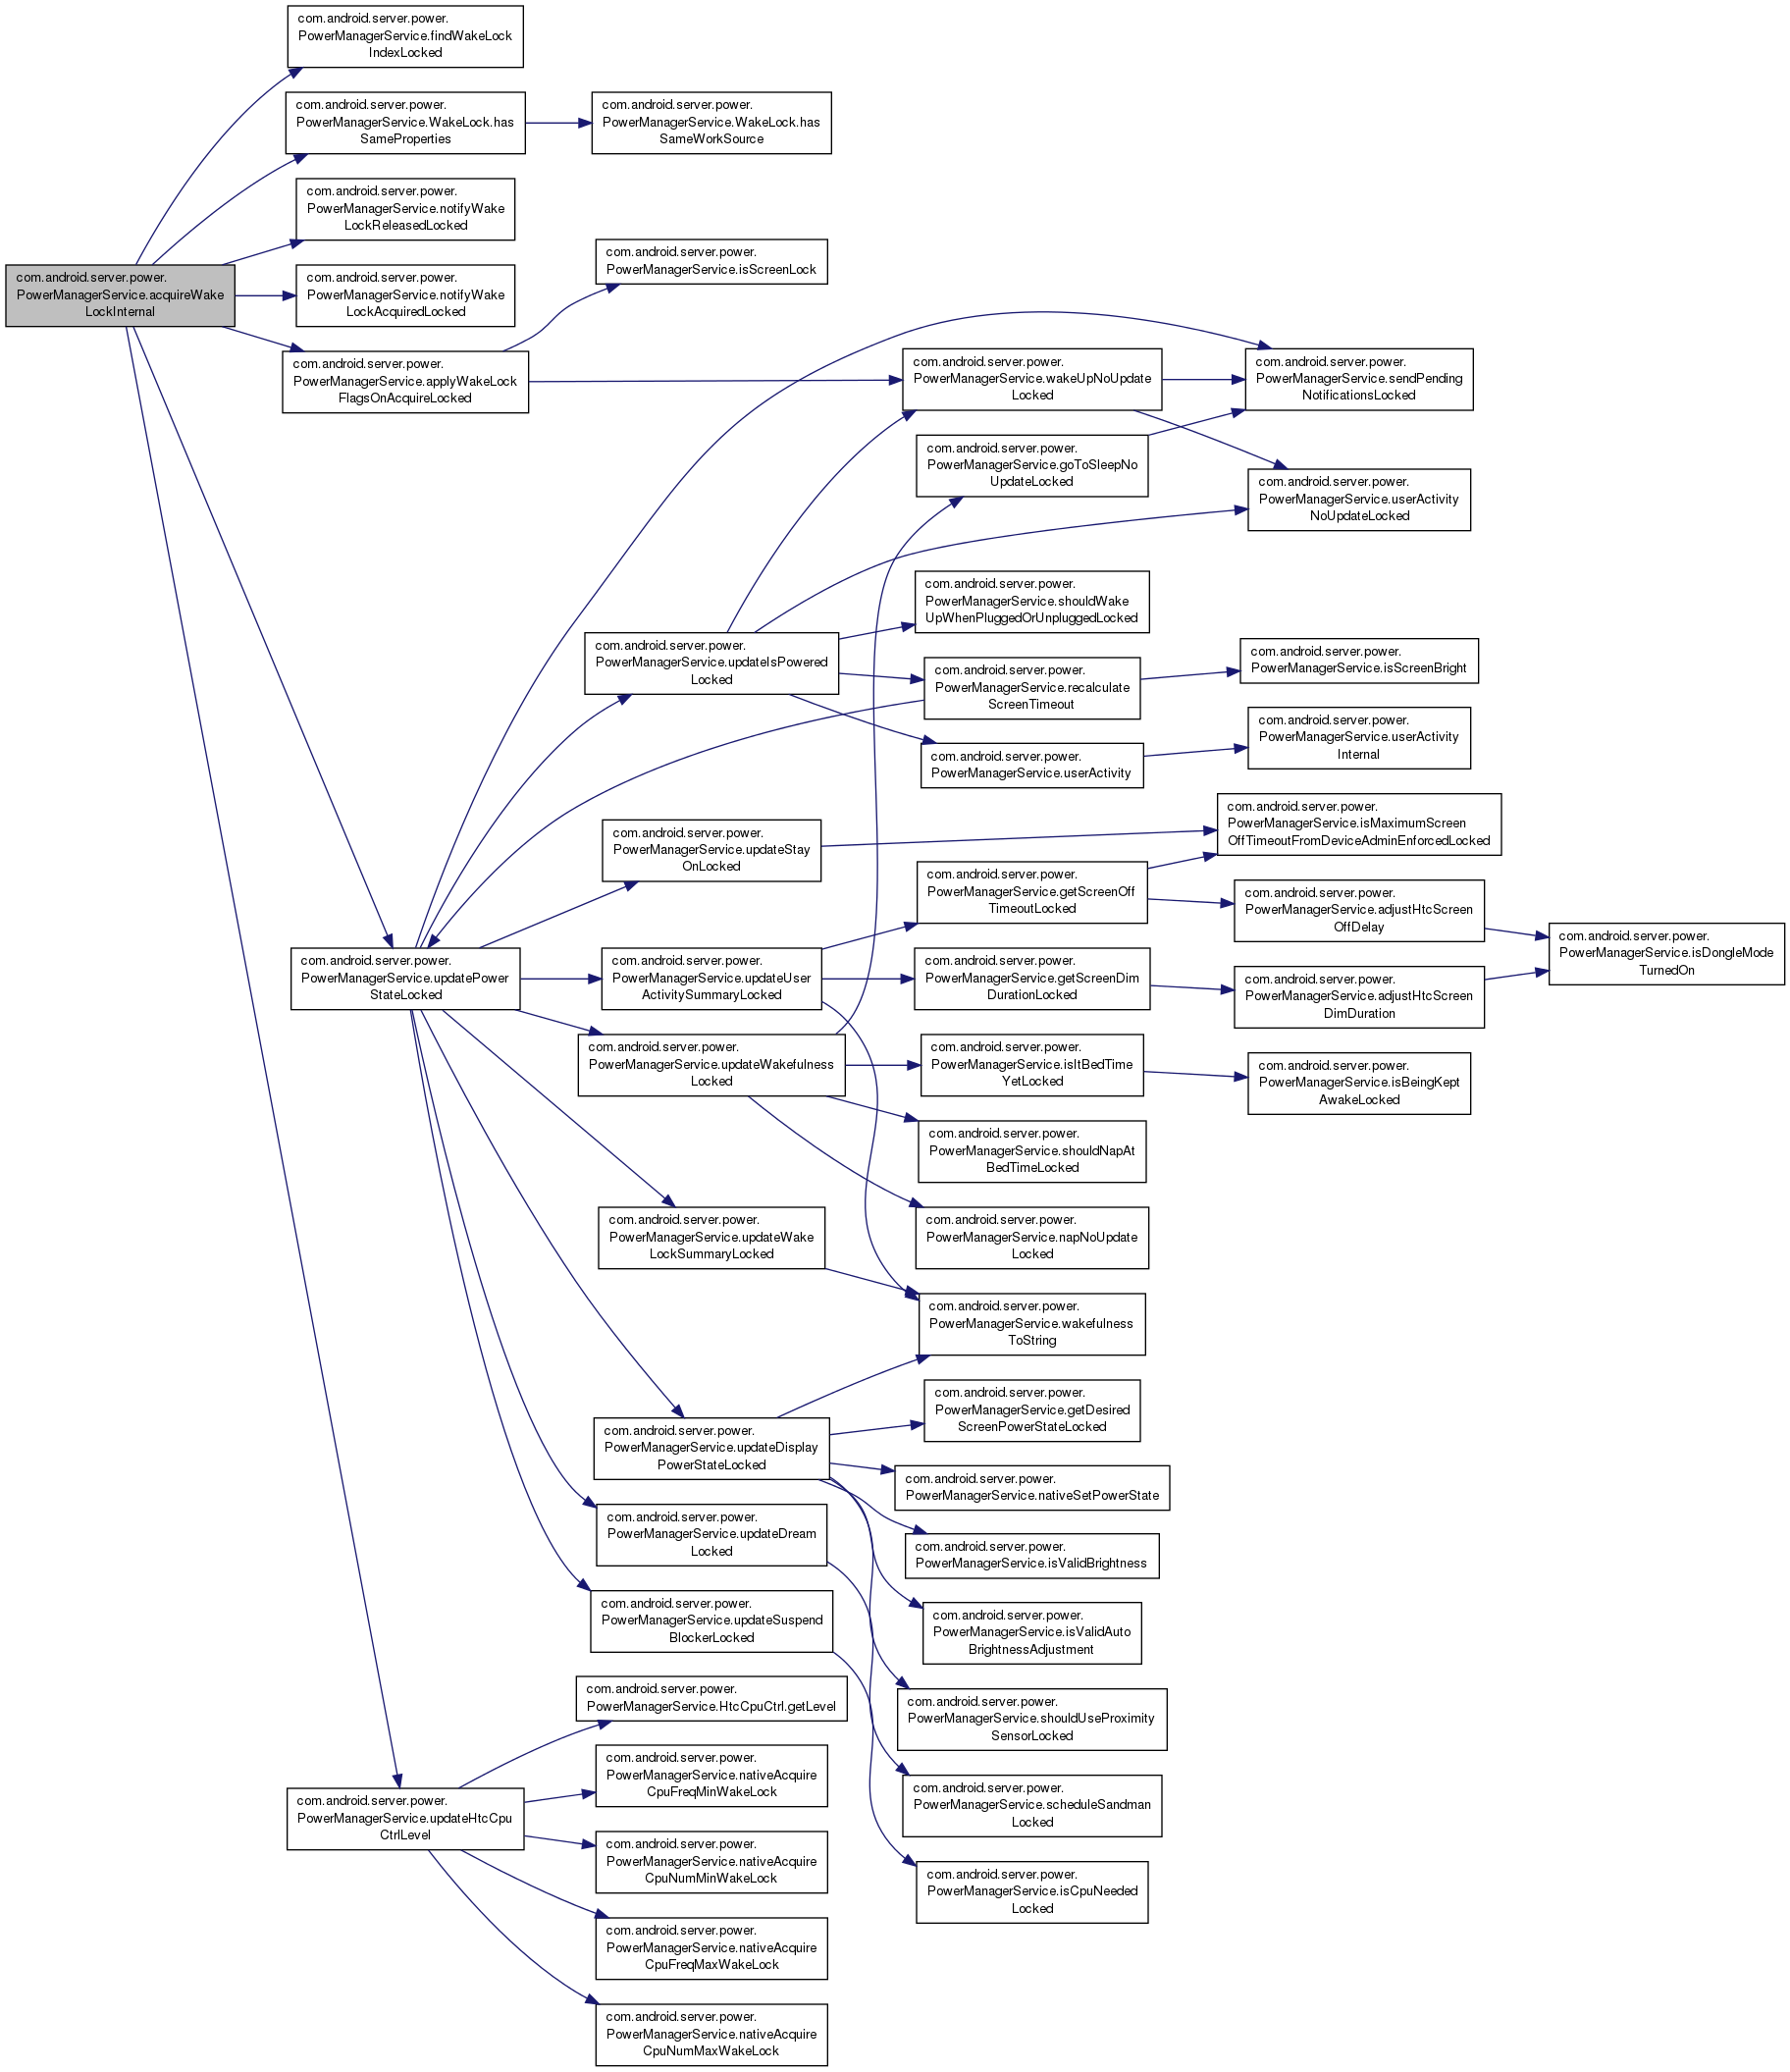 com.android.server.power.
PowerManagerService.findWakeLock
IndexLocked
com.android.server.power.
PowerManagerService.WakeLock.has
SameProperties
com.android.server.power.
PowerManagerService.WakeLock.has
SameWorkSource
com.android.server.power.
PowerManagerService.notifyWake
LockReleasedLocked
com.android.server.power.
PowerManagerService.acquireWake
LockInternal
com.android.server.power.
PowerManagerService.notifyWake
LockAcquiredLocked
com.android.server.power.
PowerManagerService.isScreenLock
com.android.server.power.
PowerManagerService.applyWakeLock
FlagsOnAcquireLocked
com.android.server.power.
PowerManagerService.wakeUpNoUpdate
Locked
com.android.server.power.
PowerManagerService.sendPending
NotificationsLocked
com.android.server.power.
PowerManagerService.goToSleepNo
UpdateLocked
com.android.server.power.
PowerManagerService.userActivity
NoUpdateLocked
com.android.server.power.
PowerManagerService.shouldWake
UpWhenPluggedOrUnpluggedLocked
com.android.server.power.
PowerManagerService.updateIsPowered
Locked
com.android.server.power.
PowerManagerService.recalculate
ScreenTimeout
com.android.server.power.
PowerManagerService.isScreenBright
com.android.server.power.
PowerManagerService.userActivity
com.android.server.power.
PowerManagerService.userActivity
Internal
com.android.server.power.
PowerManagerService.updateStay
OnLocked
com.android.server.power.
PowerManagerService.isMaximumScreen
OffTimeoutFromDeviceAdminEnforcedLocked
com.android.server.power.
PowerManagerService.getScreenOff
TimeoutLocked
com.android.server.power.
PowerManagerService.adjustHtcScreen
OffDelay
com.android.server.power.
PowerManagerService.isDongleMode
TurnedOn
com.android.server.power.
PowerManagerService.updatePower
StateLocked
com.android.server.power.
PowerManagerService.updateUser
ActivitySummaryLocked
com.android.server.power.
PowerManagerService.getScreenDim
DurationLocked
com.android.server.power.
PowerManagerService.adjustHtcScreen
DimDuration
com.android.server.power.
PowerManagerService.updateWakefulness
Locked
com.android.server.power.
PowerManagerService.isItBedTime
YetLocked
com.android.server.power.
PowerManagerService.isBeingKept
AwakeLocked
com.android.server.power.
PowerManagerService.shouldNapAt
BedTimeLocked
com.android.server.power.
PowerManagerService.updateWake
LockSummaryLocked
com.android.server.power.
PowerManagerService.napNoUpdate
Locked
com.android.server.power.
PowerManagerService.wakefulness
ToString
com.android.server.power.
PowerManagerService.getDesired
ScreenPowerStateLocked
com.android.server.power.
PowerManagerService.updateDisplay
PowerStateLocked
com.android.server.power.
PowerManagerService.nativeSetPowerState
com.android.server.power.
PowerManagerService.updateDream
Locked
com.android.server.power.
PowerManagerService.isValidBrightness
com.android.server.power.
PowerManagerService.updateSuspend
BlockerLocked
com.android.server.power.
PowerManagerService.isValidAuto
BrightnessAdjustment
com.android.server.power.
PowerManagerService.HtcCpuCtrl.getLevel
com.android.server.power.
PowerManagerService.shouldUseProximity
SensorLocked
com.android.server.power.
PowerManagerService.nativeAcquire
CpuFreqMinWakeLock
com.android.server.power.
PowerManagerService.scheduleSandman
Locked
com.android.server.power.
PowerManagerService.updateHtcCpu
CtrlLevel
com.android.server.power.
PowerManagerService.nativeAcquire
CpuNumMinWakeLock
com.android.server.power.
PowerManagerService.isCpuNeeded
Locked
com.android.server.power.
PowerManagerService.nativeAcquire
CpuFreqMaxWakeLock
com.android.server.power.
PowerManagerService.nativeAcquire
CpuNumMaxWakeLock